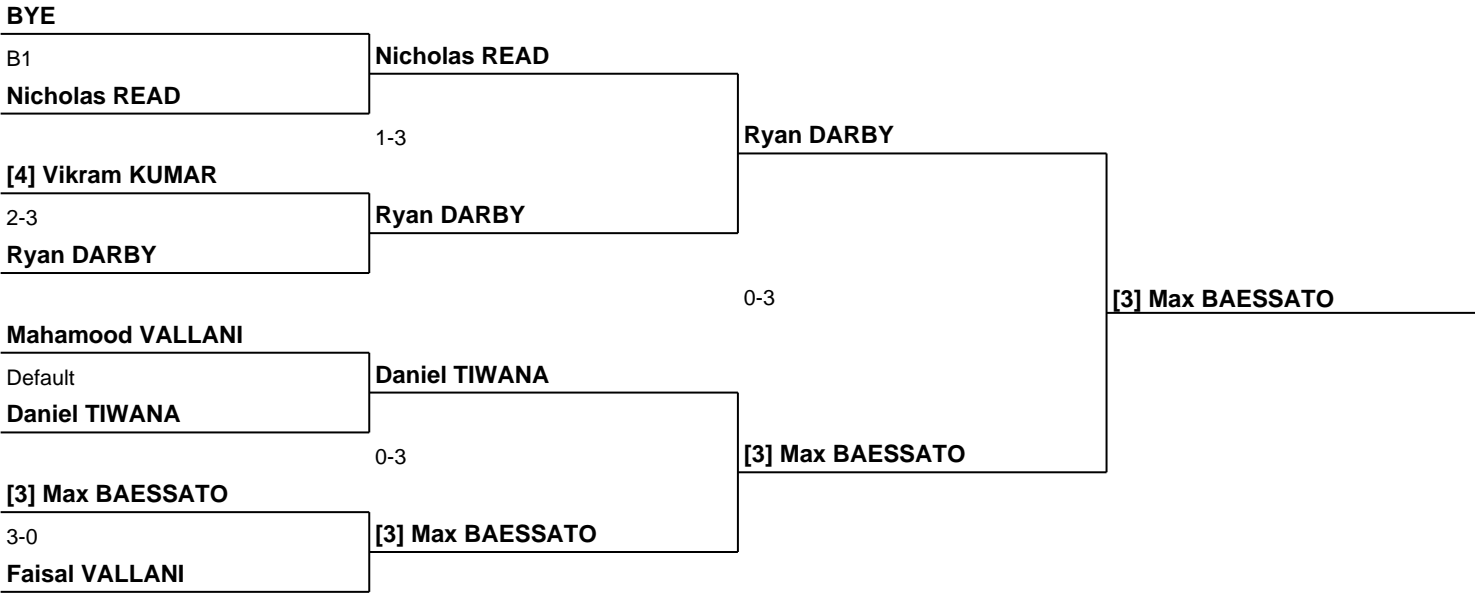 BYE
B1
Nicholas READ
Nicholas READ
1-3
Ryan DARBY
[4] Vikram KUMAR
2-3
Ryan DARBY
Ryan DARBY
0-3
[3] Max BAESSATO
Mahamood VALLANI
Default
Daniel TIWANA
Daniel TIWANA
0-3
[3] Max BAESSATO
[3] Max BAESSATO
3-0
[3] Max BAESSATO
Faisal VALLANI